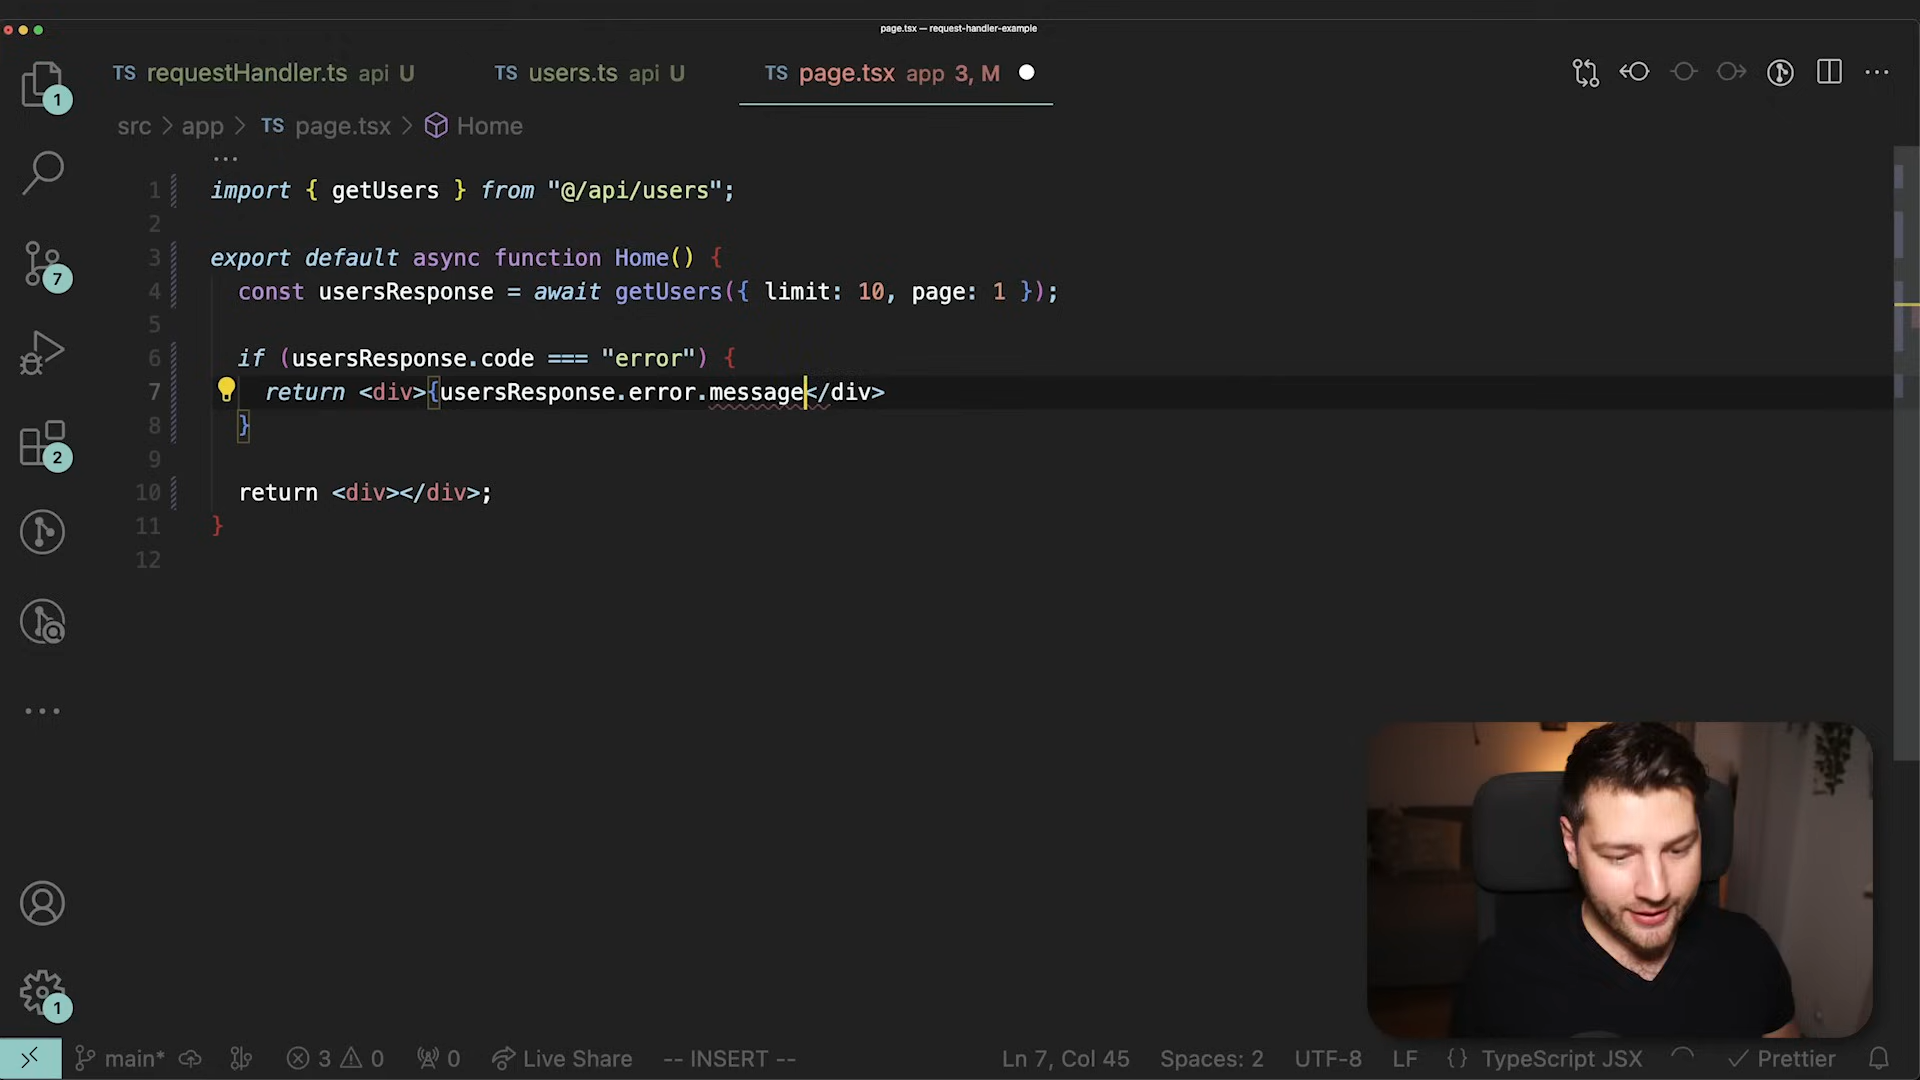 page.tsx — request-handler-example
TS requestHandler.ts api U
TS users.ts api U
TS page.tsx app 3, M
src > app > TS page.tsx > Home
...
1 import { getUsers } from "@/api/users";
2
3 export default async function Home() {
4 const usersResponse = await getUsers({ limit: 10, page: 1 });
5
6 if (usersResponse.code === "error") {
7 return <div>{usersResponse.error.message</div>
8 }
9
10 return <div></div>;
11 }
12
1
7
2
1
main* 3 0 0 Live Share -- INSERT -- Ln 7, Col 45 Spaces: 2 UTF-8 LF {} TypeScript JSX Prettier